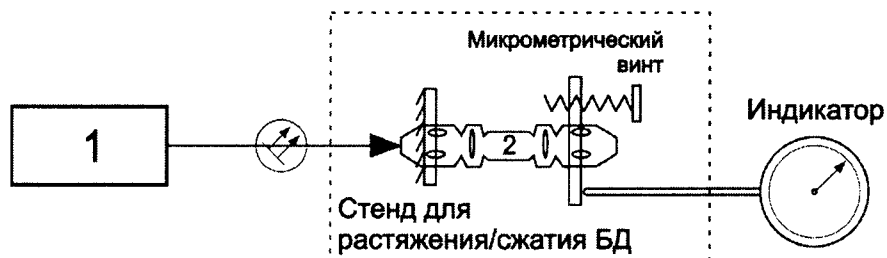 Микрометрический
винт
Индикатор
1
2
Стенд для
растяжения/сжатия БД